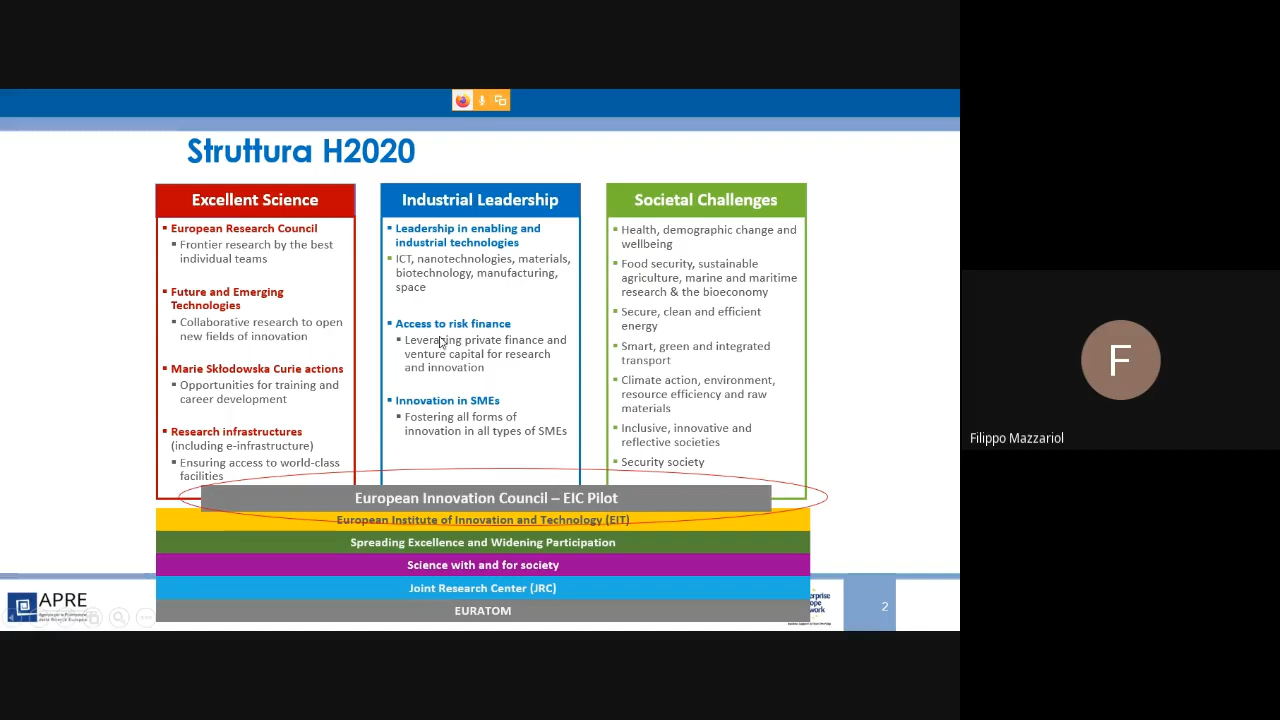 Struttura H2020
Excellent Science
▪ European Research Council
▪ Frontier research by the best
individual teams
▪ Future and Emerging
Technologies
▪ Collaborative research to open
new fields of innovation
▪ Marie Skłodowska Curie actions
▪ Opportunities for training and
career development
▪ Research infrastructures
(including e-infrastructure)
▪ Ensuring access to world-class
facilities
Industrial Leadership
▪ Leadership in enabling and
industrial technologies
▪ ICT, nanotechnologies, materials,
biotechnology, manufacturing,
space
▪ Access to risk finance
▪ Leveraging private finance and
venture capital for research
and innovation
▪ Innovation in SMEs
▪ Fostering all forms of
innovation in all types of SMEs
Societal Challenges
▪ Health, demographic change and
wellbeing
▪ Food security, sustainable
agriculture, marine and maritime
research & the bioeconomy
▪ Secure, clean and efficient
energy
▪ Smart, green and integrated
transport
▪ Climate action, environment,
resource efficiency and raw
materials
▪ Inclusive, innovative and
reflective societies
▪ Security society
European Innovation Council – EIC Pilot
European Institute of Innovation and Technology (EIT)
Spreading Excellence and Widening Participation
Science with and for society
Joint Research Center (JRC)
EURATOM
APRE
2
F
Filippo Mazzariol